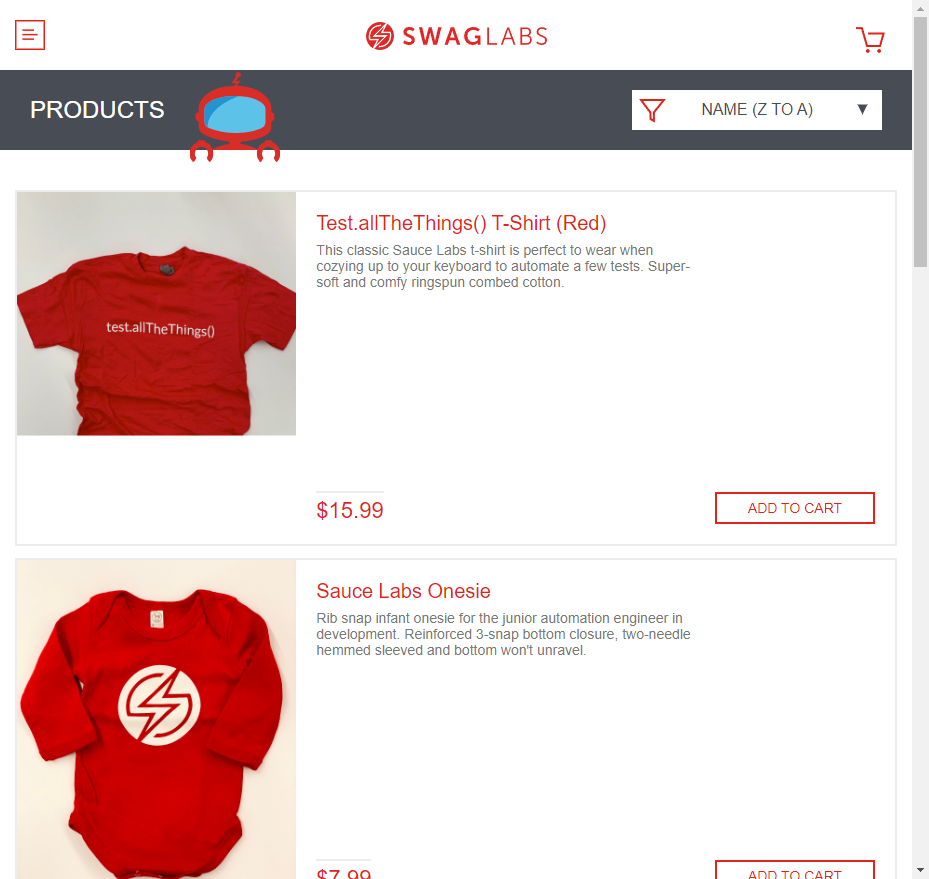 SWAGLABS
PRODUCTS
NAME (Z TO A)
Test.allTheThings() T-Shirt (Red)
This classic Sauce Labs t-shirt is perfect to wear when
cozying up to your keyboard to automate a few tests. Super-
soft and comfy ringspun combed cotton.
test.allTheThings()
$15.99
ADD TO CART
Sauce Labs Onesie
Rib snap infant onesie for the junior automation engineer in
development. Reinforced 3-snap bottom closure, two-needle
hemmed sleeved and bottom won't unravel.
$7.99
ADD TO CART